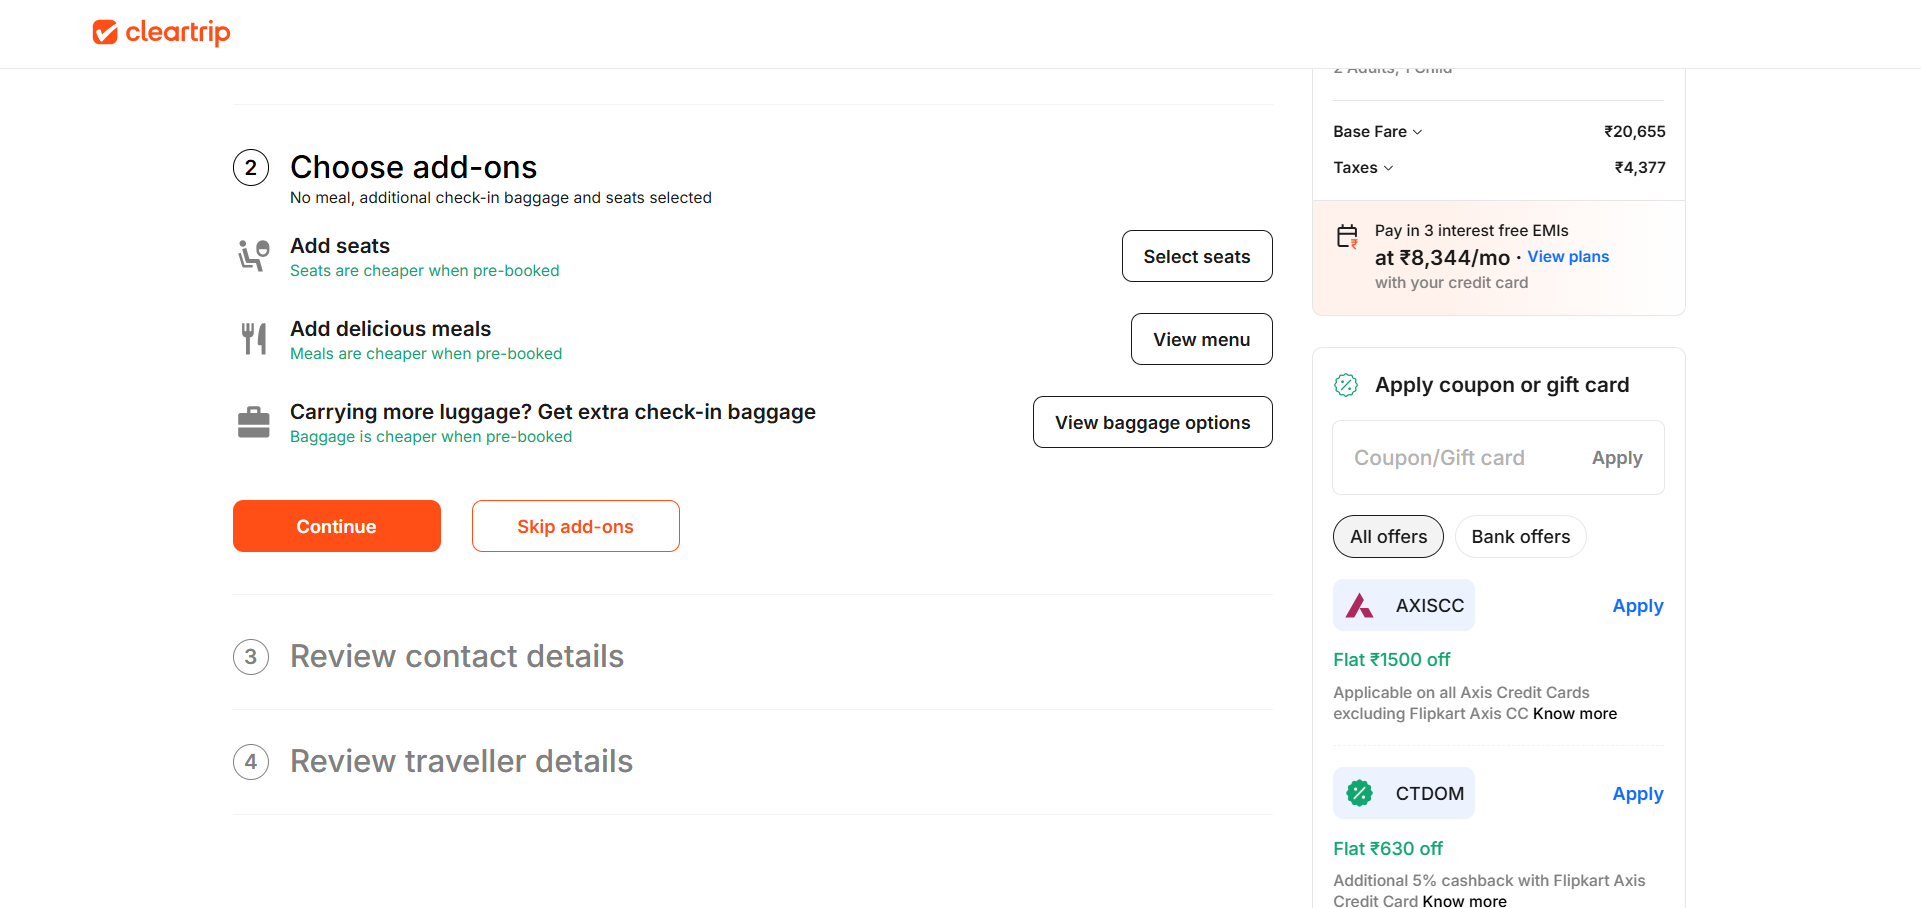 cleartrip
2 Adults, 1 Child
2
Choose add-ons
No meal, additional check-in baggage and seats selected
Add seats
Seats are cheaper when pre-booked
Select seats
Add delicious meals
Meals are cheaper when pre-booked
View menu
Carrying more luggage? Get extra check-in baggage
Baggage is cheaper when pre-booked
View baggage options
Continue
Skip add-ons
3
Review contact details
4
Review traveller details
Base Fare
₹20,655
Taxes
₹4,377
Pay in 3 interest free EMIs
at ₹8,344/mo · View plans
with your credit card
Apply coupon or gift card
Coupon/Gift card
Apply
All offers
Bank offers
AXISCC
Apply
Flat ₹1500 off
Applicable on all Axis Credit Cards
excluding Flipkart Axis CC Know more
CTDOM
Apply
Flat ₹630 off
Additional 5% cashback with Flipkart Axis
Credit Card Know more